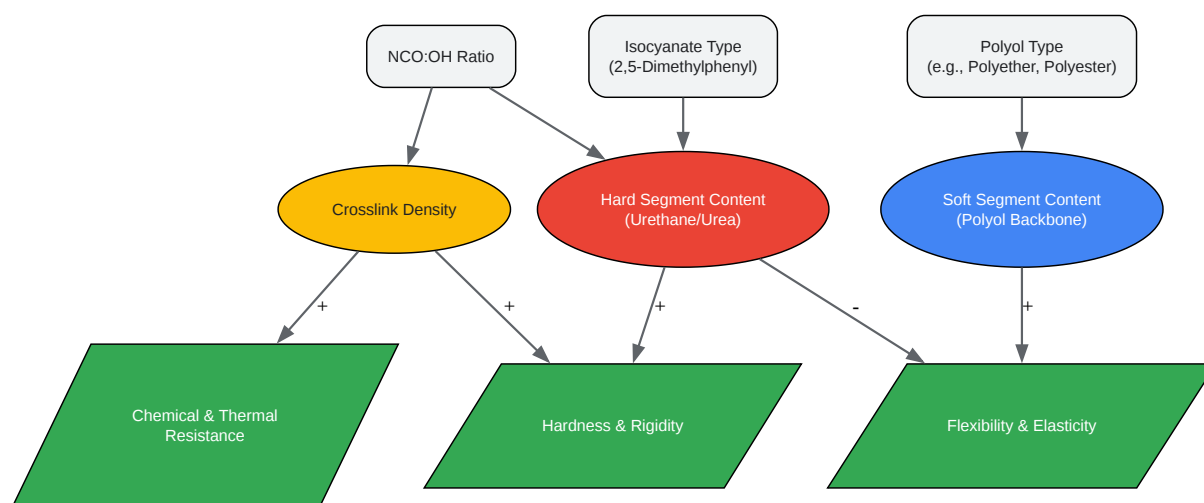 NCO:OH Ratio
Isocyanate Type
(2,5-Dimethylphenyl)
Polyol Type
(e.g., Polyether, Polyester)
Crosslink Density
Hard Segment Content
(Urethane/Urea)
Soft Segment Content
(Polyol Backbone)
+
+
+
-
+
Chemical & Thermal
Resistance
Hardness & Rigidity
Flexibility & Elasticity